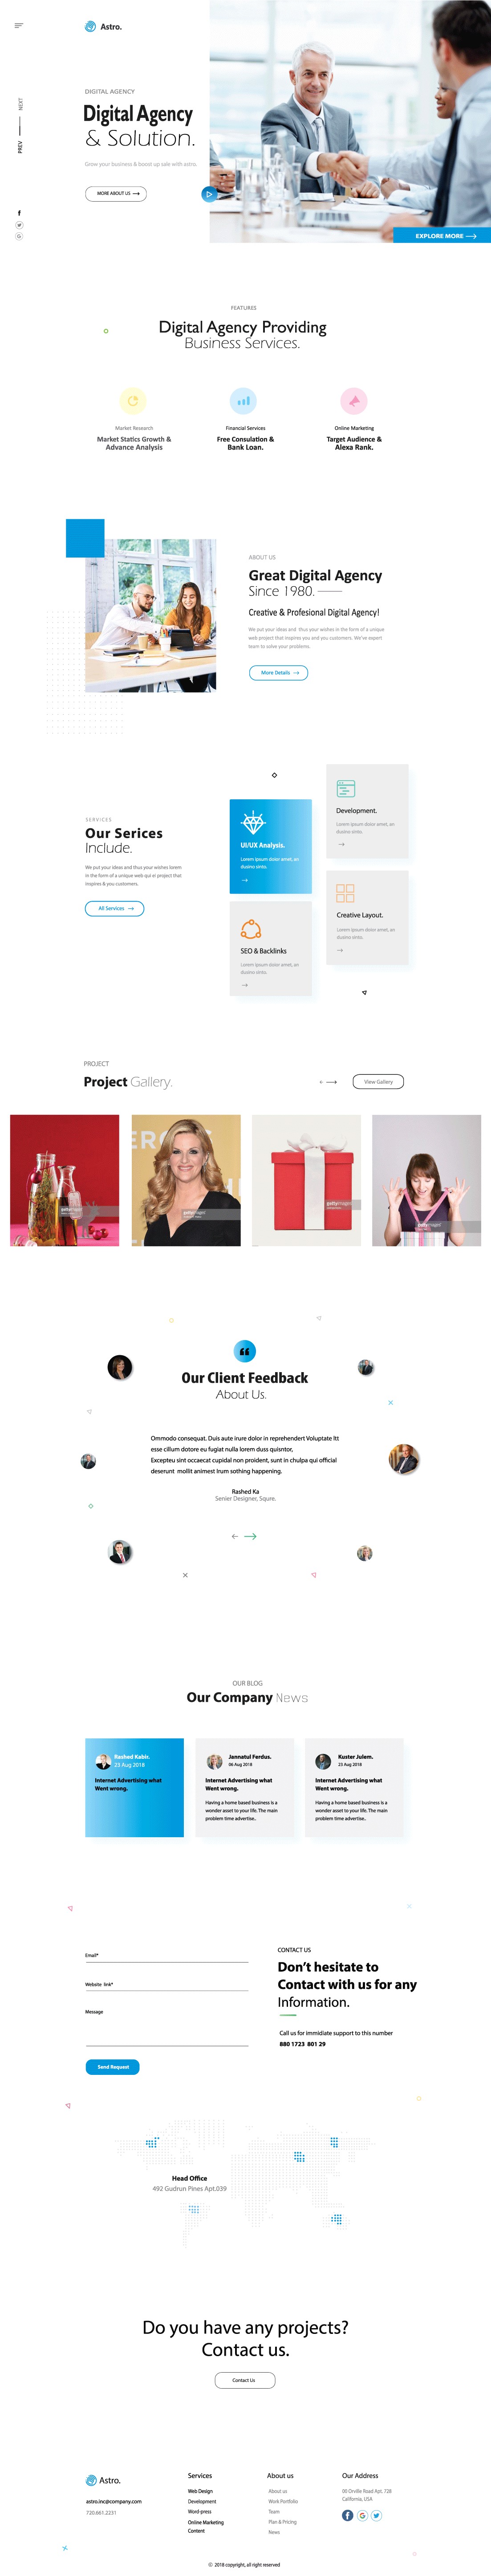 Astro.
NEXT
PREV
DIGITAL AGENCY
Digital Agency
& Solution.
Grow your business & boost up sale with astro.
MORE ABOUT US
EXPLORE MORE
FEATURES
Digital Agency Providing
Business Services.
Market Research
Market Statics Growth &
Advance Analysis
Financial Services
Free Consulation &
Bank Loan.
Online Marketing
Target Audience &
Alexa Rank.
ABOUT US
Great Digital Agency
Since 1980.
Creative & Profesional Digital Agency!
We put your ideas and thus your wishes in the form of a unique
web project that inspires you and you customers. We've expert
team to solve your problems.
More Details
SERVICES
Our Serices
Include.
We put your ideas and thus your wishes lorem
in the form of a unique web qui ei project that
inspires & you customers.
All Services
UI/UX Analysis.
Lorem ipsum dolor amet, an
duoino sinto.
Development.
Lorem ipsum dolor amet, an
duoino sinto.
SEO & Backlinks
Lorem ipsum dolor amet, an
duoino sinto.
Creative Layout.
Lorem ipsum dolor amet, an
duoino sinto.
PROJECT
Project Gallery.
View Gallery
gettyimages
gettyimages
gettyimages
gettyimages
Our Client Feedback
About Us.
Ommodo consequat. Duis aute irure dolor in reprehendert Voluptate Itt
esse cillum dotore eu fugiat nulla lorem duss quisntor,
Excepteu sint occaecat cupidal non proident, sunt in chulpa qui official
deserunt mollit animest Irum sothing happening.
Rashed Ka
Senier Designer, Squre.
OUR BLOG
Our Company News
Rashed Kabir.
23 Aug 2018
Internet Advertising what
Went wrong.
Jannatul Ferdus.
06 Aug 2018
Internet Advertising what
Went wrong.
Having a home based business is a
wonder asset to your life. The main
problem time advertise..
Kuster Julem.
23 Aug 2018
Internet Advertising what
Went wrong.
Having a home based business is a
wonder asset to your life. The main
problem time advertise..
Email*
Website link*
Message
Send Request
CONTACT US
Don't hesitate to
Contact with us for any
Information.
Call us for immidiate support to this number
880 1723 801 29
Head Office
492 Gudrun Pines Apt.039
Do you have any projects?
Contact us.
Contact Us
Astro.
astro.inc@company.com
720.661.2231
Services
Web Design
Development
Word-press
Online Marketing
Content
About us
About us
Work Portfolio
Team
Plan & Pricing
News
Our Address
00 Orville Road Apt. 728
California, USA
© 2018 copyright, all right reserved